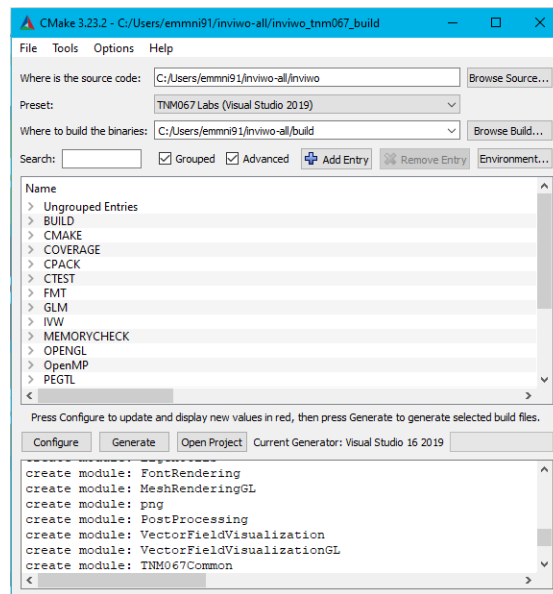 CMake 3.23.2 - C:/Users/emmni91/inviwo-all/inviwo_tnm067_build
File Tools Options Help
Where is the source code: C:/Users/emmni91/inviwo-all/inviwo Browse Source...
Preset: TNM067 Labs (Visual Studio 2019)
Where to build the binaries: C:/Users/emmni91/inviwo-all/build Browse Build...
Search: Grouped Advanced Add Entry Remove Entry Environment...
Name
Ungrouped Entries
BUILD
CMAKE
COVERAGE
CPACK
CTEST
FMT
GLM
IVW
MEMORYCHECK
OPENGL
OpenMP
PEGTL
Press Configure to update and display new values in red, then press Generate to generate selected build files.
Configure Generate Open Project Current Generator: Visual Studio 16 2019
create module: FontRendering
create module: MeshRenderingGL
create module: png
create module: PostProcessing
create module: VectorFieldVisualization
create module: VectorFieldVisualizationGL
create module: TNM067Common